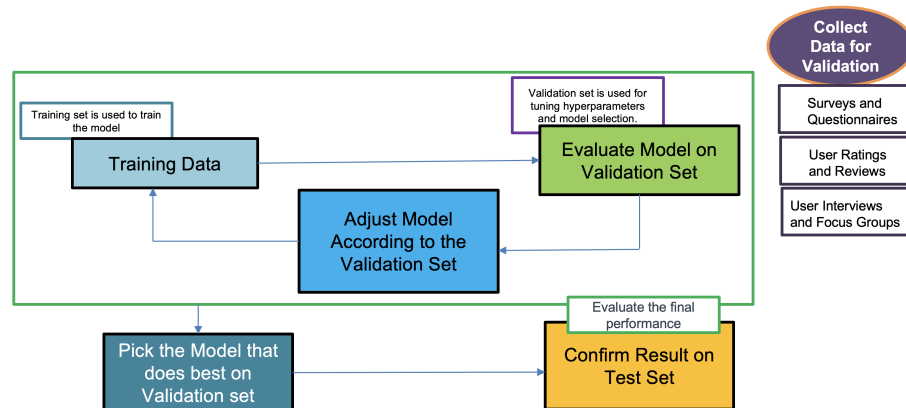 Collect
Data for
Validation
Surveys and
Questionnaires
User Ratings
and Reviews
User Interviews
and Focus Groups
Training set is used to train
the model
Validation set is used for
tuning hyperparameters
and model selection.
Training Data
Evaluate Model on
Validation Set
Adjust Model
According to the
Validation Set
Evaluate the final
performance
Pick the Model that
does best on
Validation set
Confirm Result on
Test Set